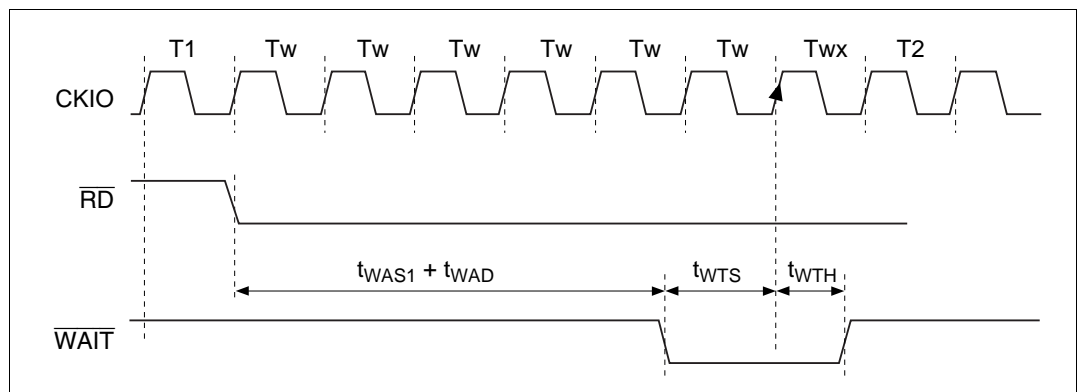 T1 Tw Tw Tw Tw Tw Tw Twx T2
CKIO
RD
tWAS1 + tWAD tWTS tWTH
WAIT